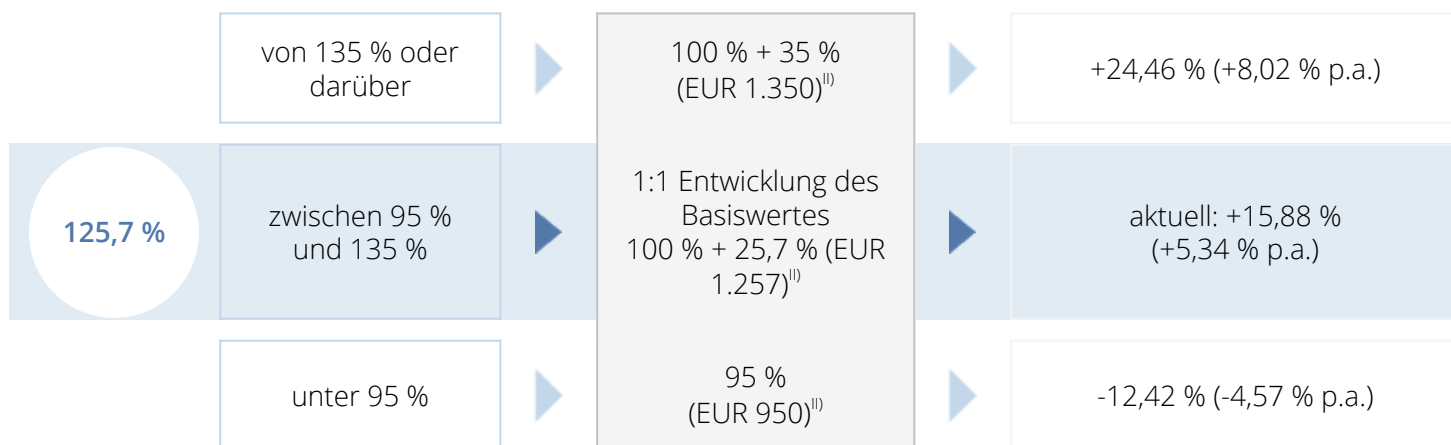 von 135 % oder
darüber
100 % + 35 %
(EUR 1.350)II)
+24,46 % (+8,02 % p.a.)
125,7 %
zwischen 95 %
und 135 %
1:1 Entwicklung des
Basiswertes
100 % + 25,7 % (EUR
1.257)II)
aktuell: +15,88 %
(+5,34 % p.a.)
unter 95 %
95 %
(EUR 950)II)
-12,42 % (-4,57 % p.a.)